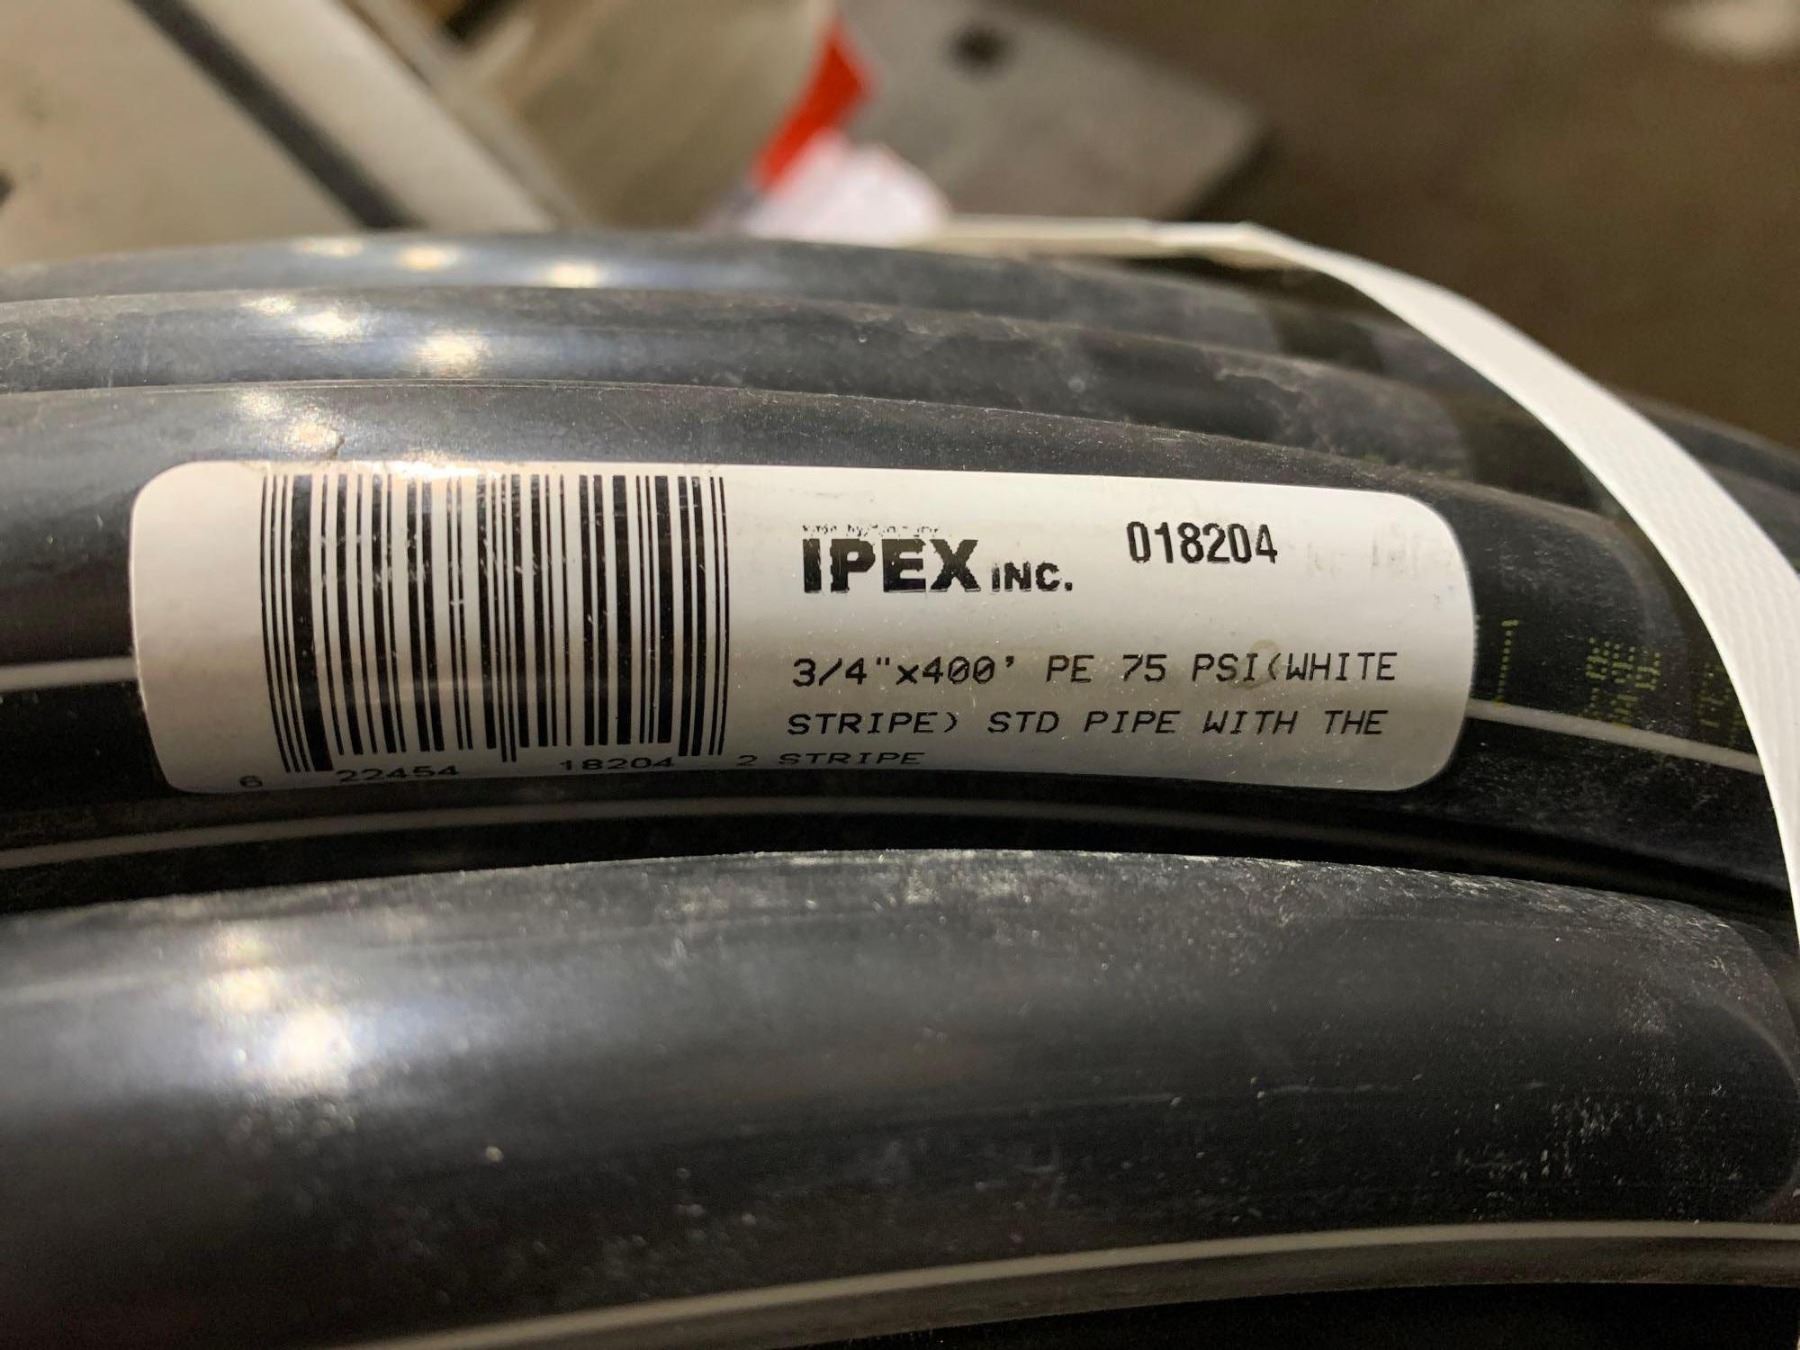 IPEX INC. 018204
3/4"x400' PE 75 PSI(WHITE
STRIPE) STD PIPE WITH THE
STRIPE
6 22454 18204 2